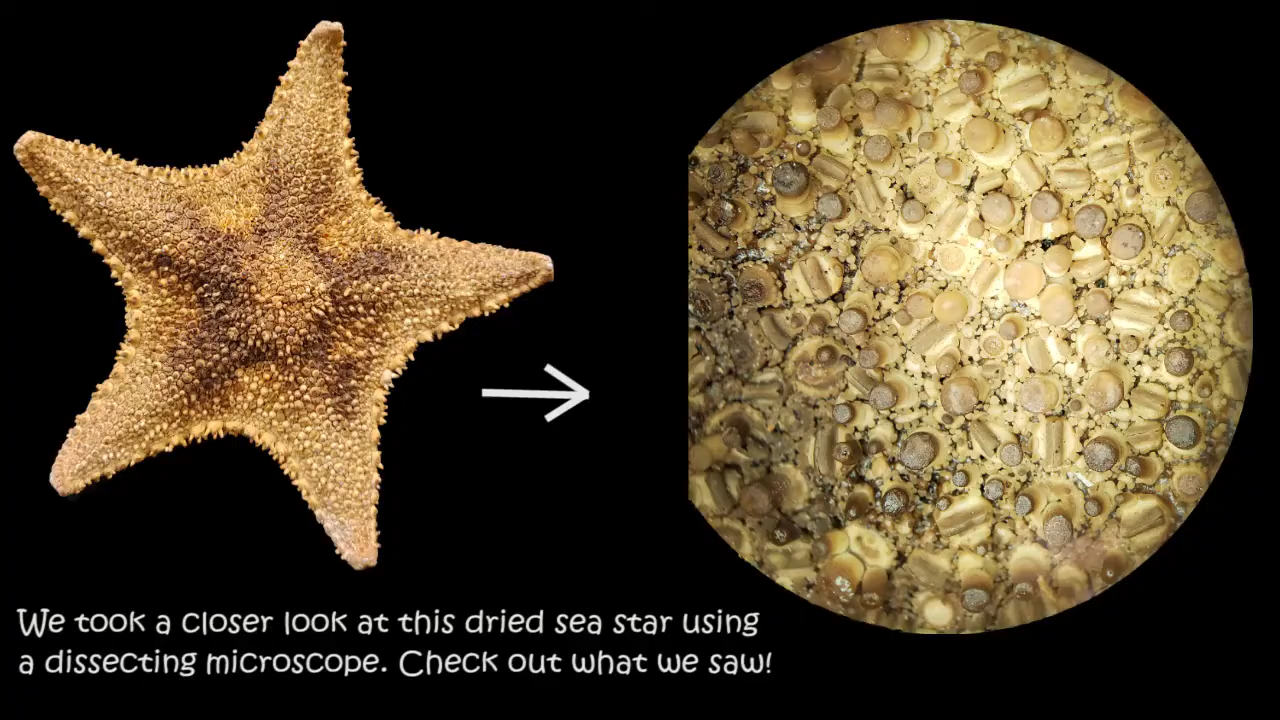 We took a closer look at this dried sea star using
a dissecting microscope. Check out what we saw!